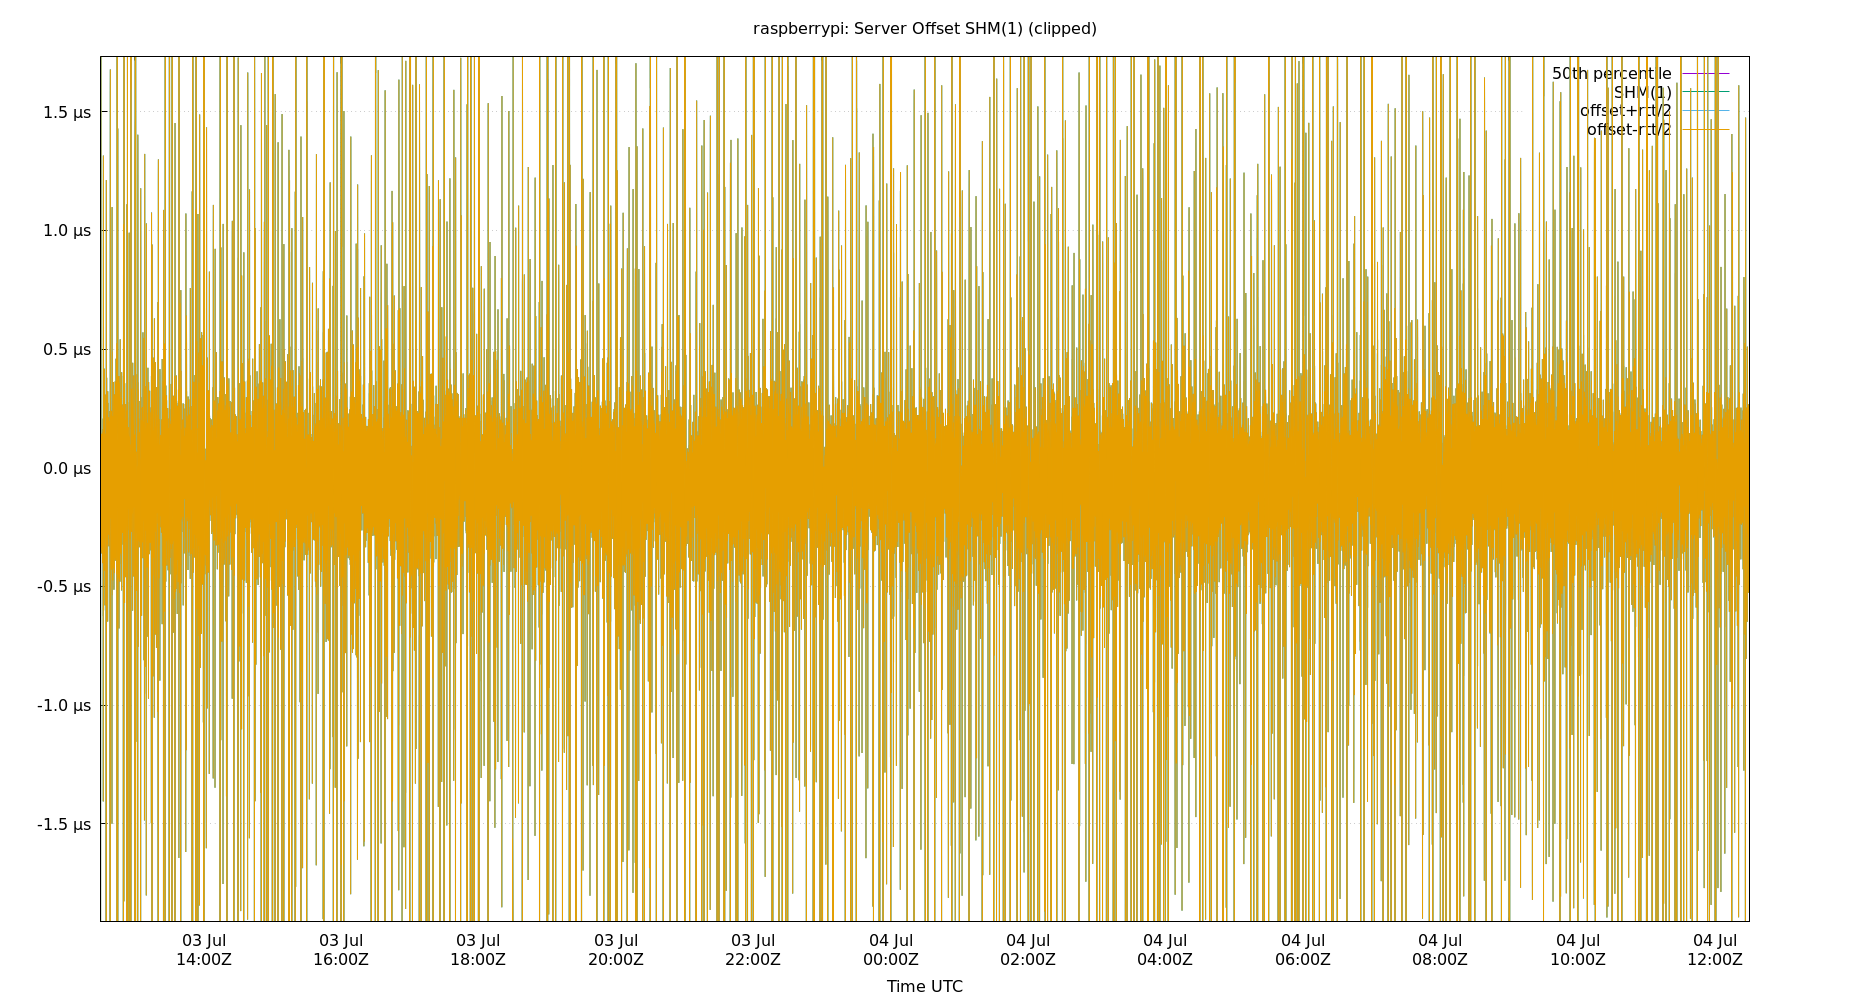 raspberrypi: Server Offset SHM(1) (clipped)
50th percentile
SHM(1)
offset+rtt/2
offset-rtt/2
1.5 µs
1.0 µs
0.5 µs
0.0 µs
-0.5 µs
-1.0 µs
-1.5 µs
03 Jul 03 Jul 03 Jul 03 Jul 03 Jul 04 Jul 04 Jul 04 Jul 04 Jul 04 Jul 04 Jul 04 Jul
14:00Z 16:00Z 18:00Z 20:00Z 22:00Z 00:00Z 02:00Z 04:00Z 06:00Z 08:00Z 10:00Z 12:00Z
Time UTC